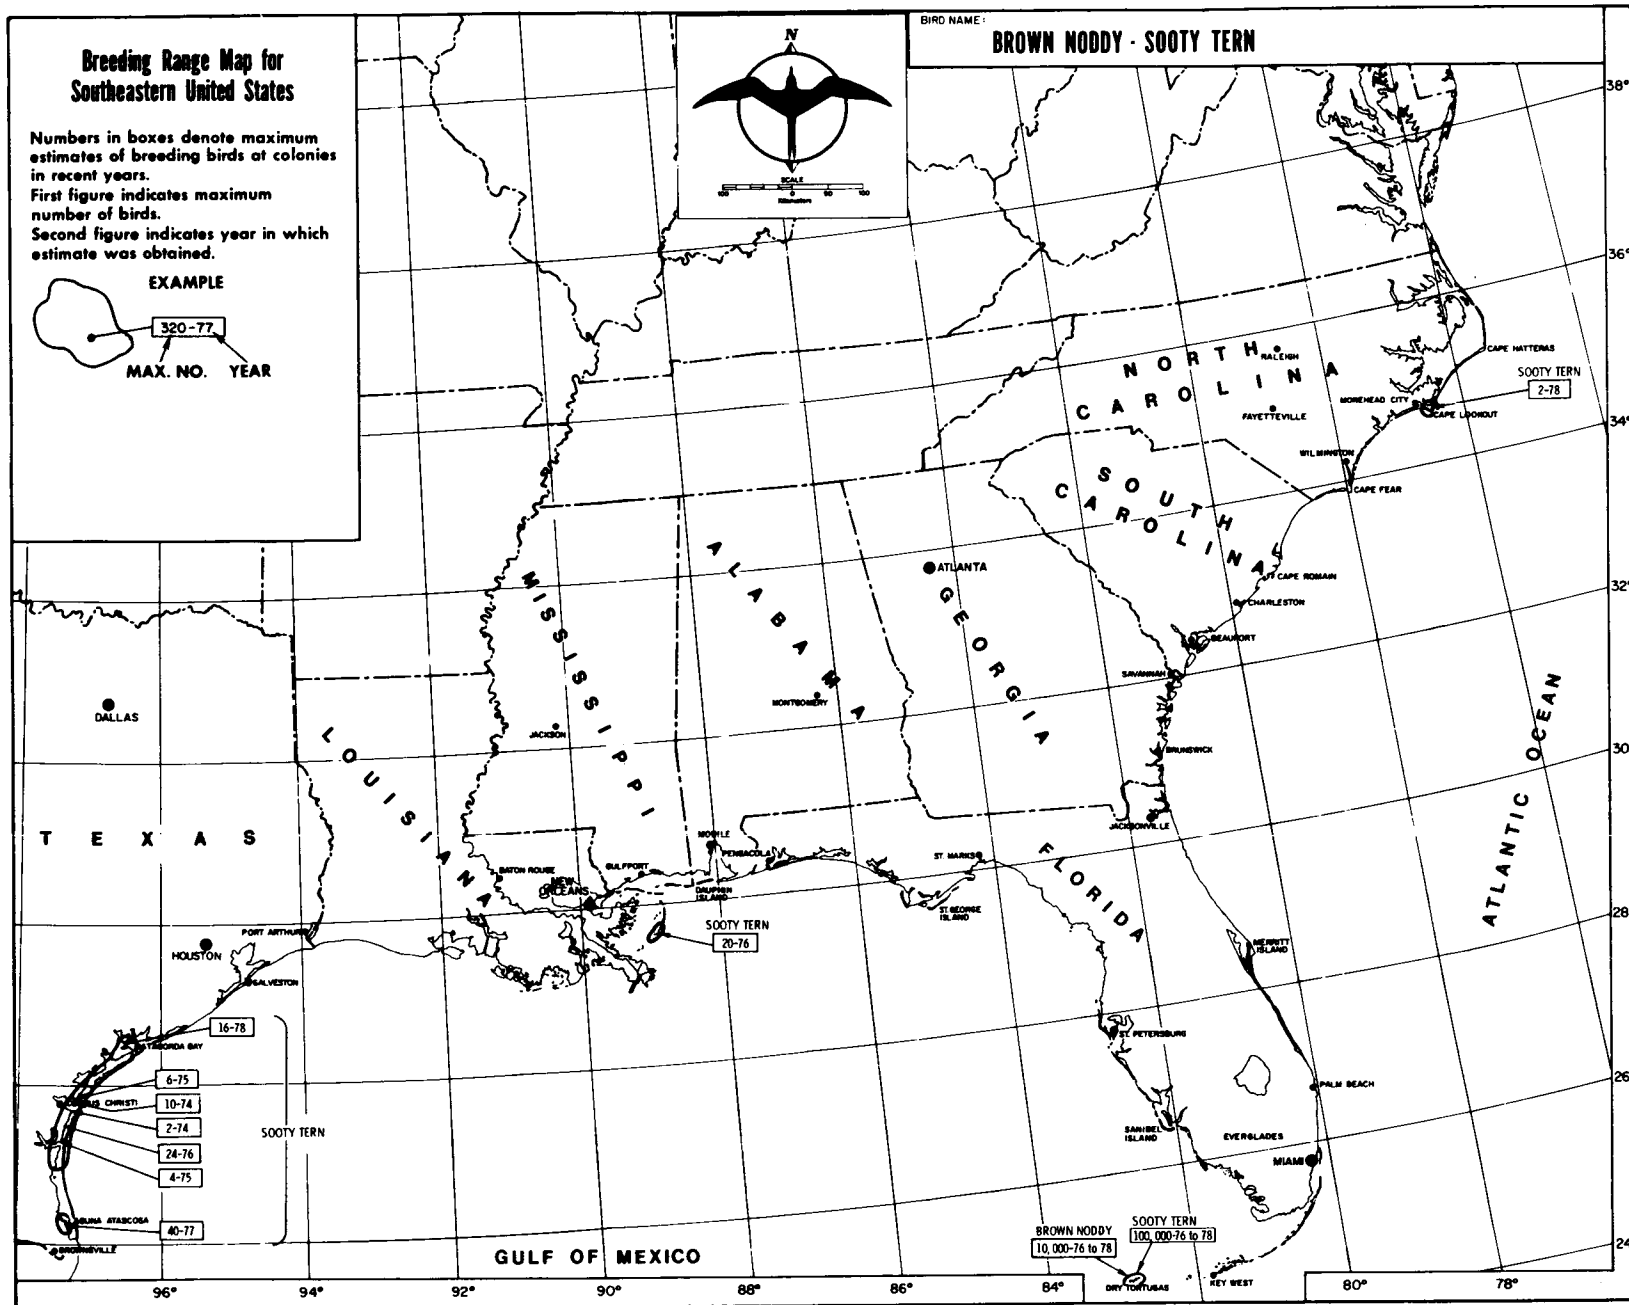 Breeding Range Map for
Southeastern United States
Numbers in boxes denote maximum
estimates of breeding birds at colonies
in recent years.
First figure indicates maximum
number of birds.
Second figure indicates year in which
estimate was obtained.
EXAMPLE
320-77
MAX. NO. YEAR
N
SCALE
100 0 50 100
Kilometers
BIRD NAME:
BROWN NODDY - SOOTY TERN
38°
36°
34°
32°
30°
28°
26°
24°
NORTH
CAROLINA
RALEIGH
FAYETTEVILLE
CAPE HATTERAS
SOOTY TERN
2-78
MOREHEAD CITY
CAPE LOOKOUT
WILMINGTON
CAPE FEAR
SOUTH
CAROLINA
CAPE ROMAIN
CHARLESTON
BEAUFORT
SAVANNAH
BRUNSWICK
ATLANTA
GEORGIA
ALABAMA
MONTGOMERY
MISSISSIPPI
JACKSON
DALLAS
LOUISIANA
TEXAS
JACKSONVILLE
FLORIDA
ATLANTIC OCEAN
MOBILE
PENSACOLA
ST. MARKS
BATON ROUGE
GULFPORT
NEW
ORLEANS
DAUPHIN
ISLAND
ST. GEORGE
ISLAND
SOOTY TERN
20-76
PORT ARTHUR
HOUSTON
GALVESTON
MERRITT
ISLAND
16-78
MATAGORDA BAY
ST. PETERSBURG
6-75
CORPUS CHRISTI
10-74
2-74
24-76
4-75
SOOTY TERN
PALM BEACH
SANIBEL
ISLAND
EVERGLADES
MIAMI
LAGUNA ATASCOSA
40-77
BROWNSVILLE
GULF OF MEXICO
BROWN NODDY
10,000-76 to 78
SOOTY TERN
100,000-76 to 78
DRY TORTUGAS
KEY WEST
96° 94° 92° 90° 88° 86° 84° 80° 78°